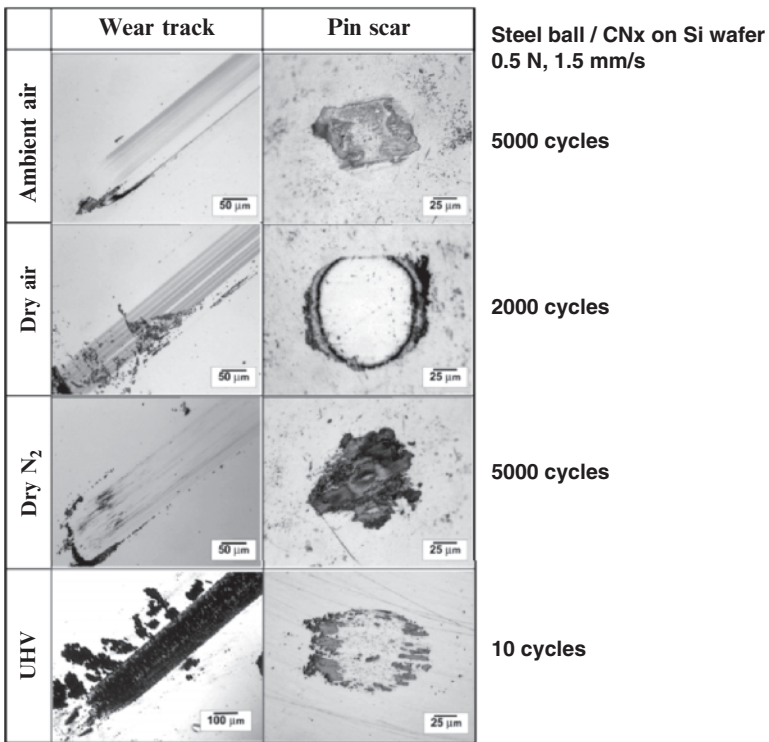 Wear track
Pin scar
Steel ball / CNx on Si wafer
0.5 N, 1.5 mm/s
Ambient air
50 µm
25 µm
5000 cycles
Dry air
50 µm
25 µm
2000 cycles
Dry N₂
50 µm
25 µm
5000 cycles
UHV
100 µm
25 µm
10 cycles